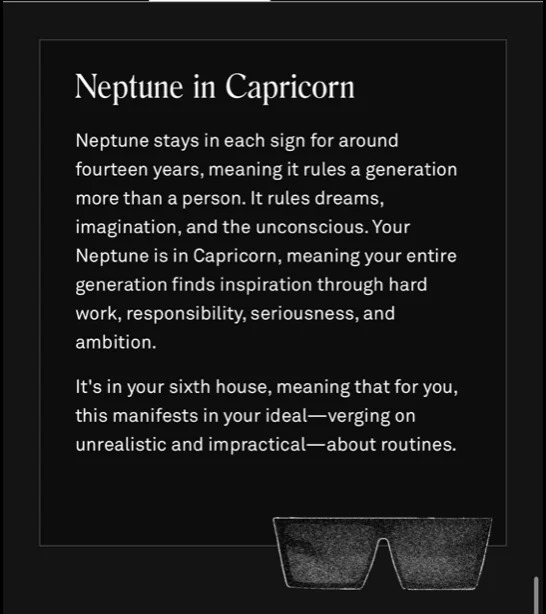 Neptune in Capricorn
Neptune stays in each sign for around
fourteen years, meaning it rules a generation
more than a person. It rules dreams,
imagination, and the unconscious. Your
Neptune is in Capricorn, meaning your entire
generation finds inspiration through hard
work, responsibility, seriousness, and
ambition.
It's in your sixth house, meaning that for you,
this manifests in your ideal—verging on
unrealistic and impractical—about routines.